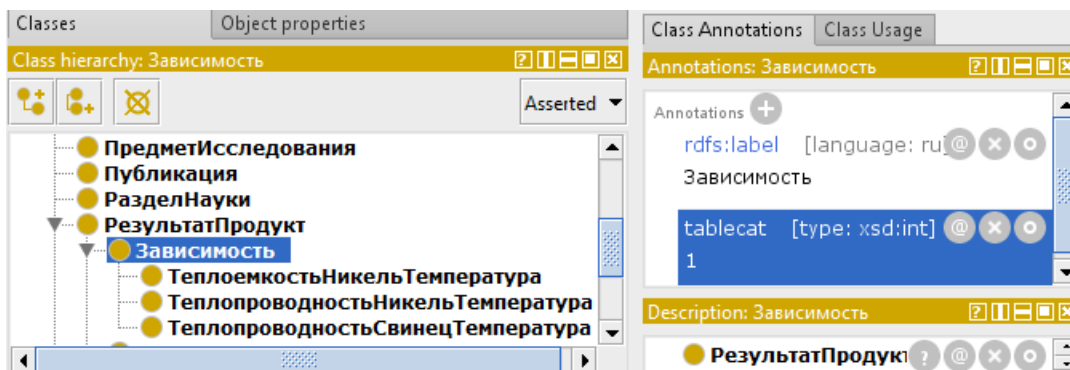 Classes
Object properties
Class hierarchy: Зависимость
Asserted
ПредметИсследования
Публикация
РазделНауки
РезультатПродукт
Зависимость
ТеплоемкостьНикельТемпература
ТеплопроводностьНикельТемпература
ТеплопроводностьСвинецТемпература
Class Annotations
Class Usage
Annotations: Зависимость
Annotations
rdfs:label [language: ru]
Зависимость
tablecat [type: xsd:int]
1
Description: Зависимость
РезультатПродукт